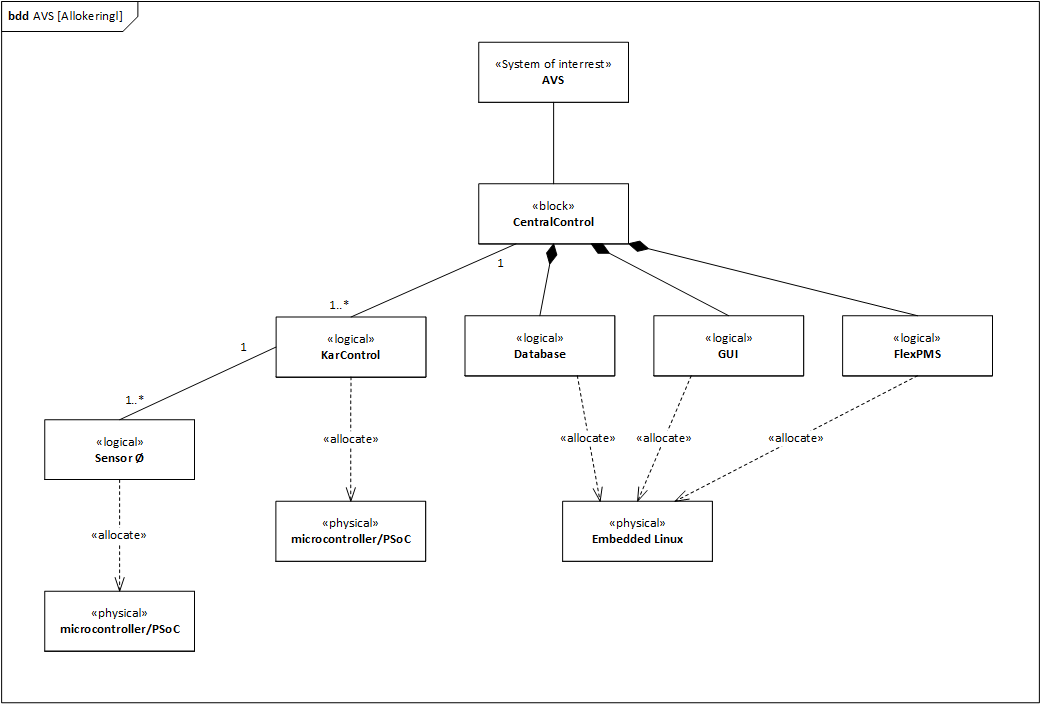 bdd AVS [Allokeringl]
«System of interrest»
AVS
«block»
CentralControl
1
1..*
«logical»
KarControl
«logical»
Database
«logical»
GUI
«logical»
FlexPMS
1
1..*
«logical»
Sensor Ø
«allocate»
«allocate»
«allocate»
«allocate»
«physical»
microcontroller/PSoC
«physical»
Embedded Linux
«allocate»
«physical»
microcontroller/PSoC